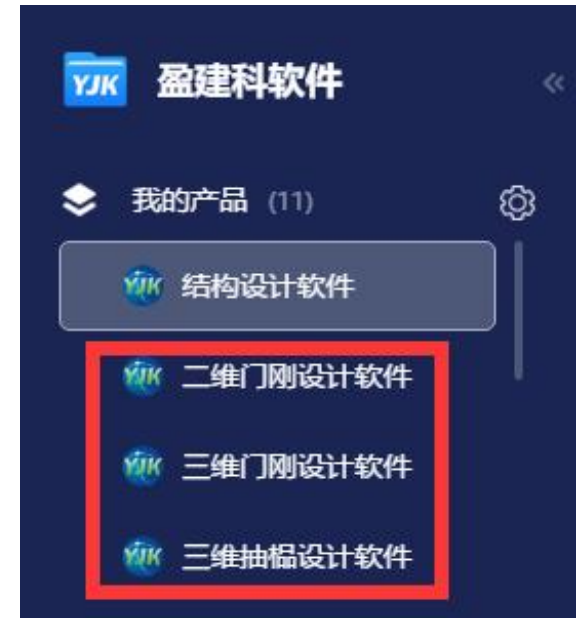 YJK 盈建科软件 «
我的产品 (11)
YJK 结构设计软件
YJK 二维门刚设计软件
YJK 三维门刚设计软件
YJK 三维抽榀设计软件